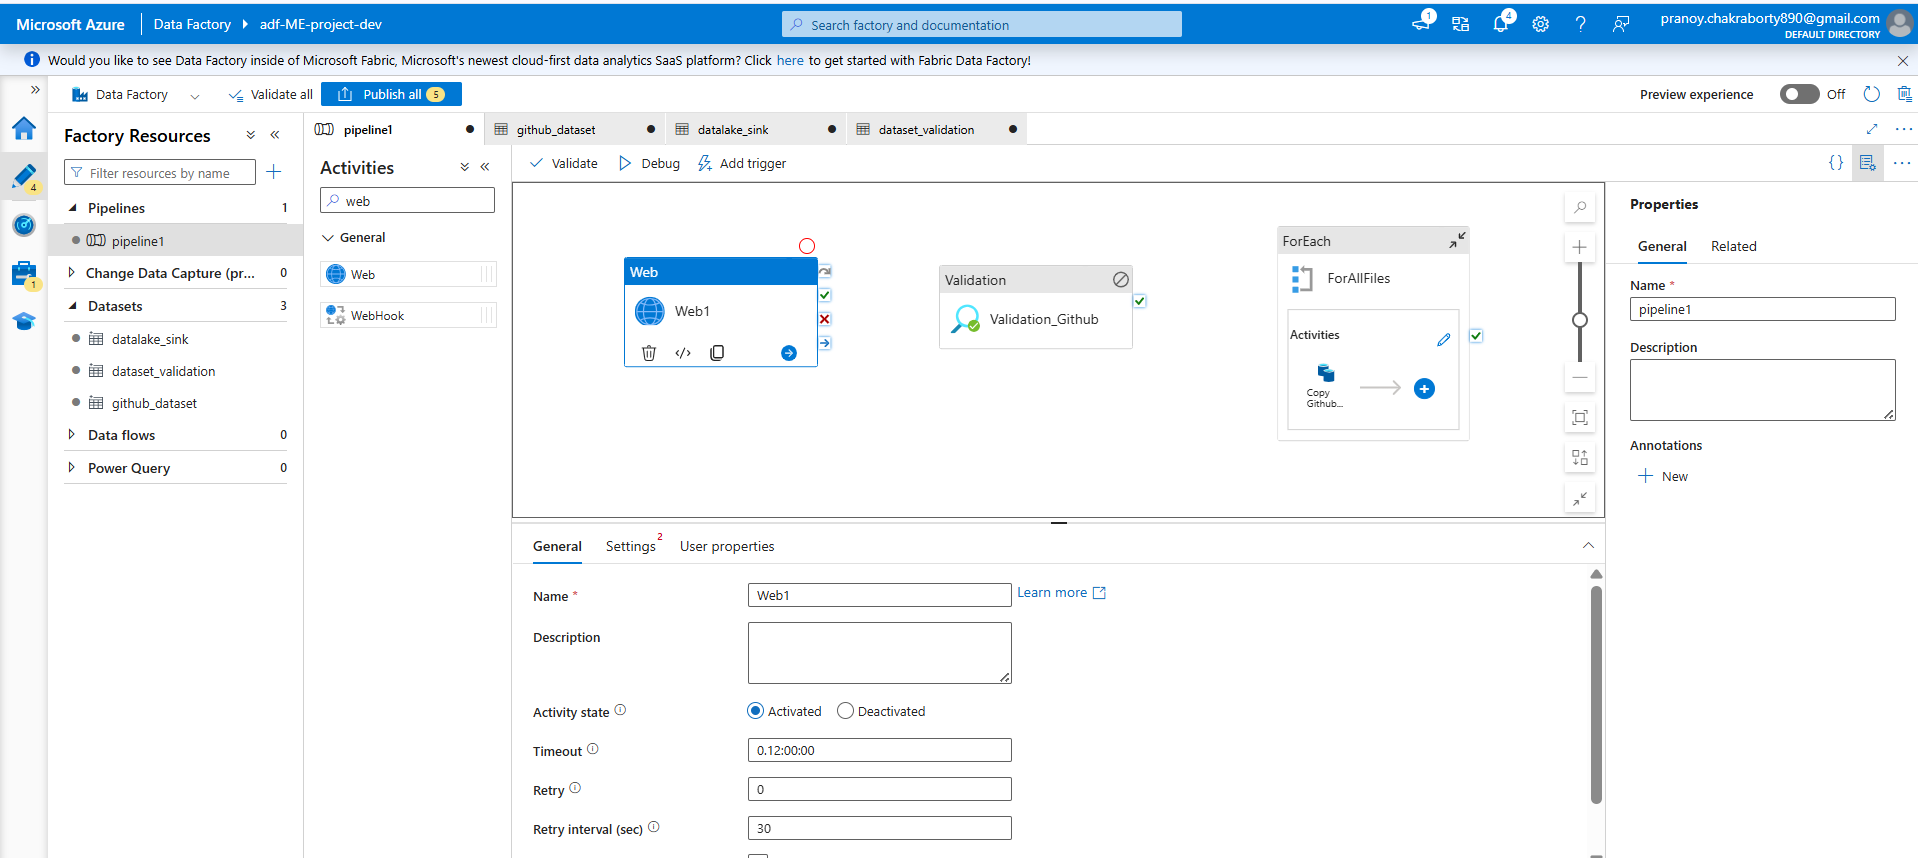 Microsoft Azure
Data Factory
adf-ME-project-dev
Search factory and documentation
1
4
pranoy.chakraborty890@gmail.com
DEFAULT DIRECTORY
Would you like to see Data Factory inside of Microsoft Fabric, Microsoft's newest cloud-first data analytics SaaS platform? Click here to get started with Fabric Data Factory!
Data Factory
Validate all
Publish all 5
Preview experience
Off
4
1
Factory Resources
Filter resources by name
Pipelines 1
pipeline1
Change Data Capture (pr... 0
Datasets 3
datalake_sink
dataset_validation
github_dataset
Data flows 0
Power Query 0
pipeline1
github_dataset
datalake_sink
dataset_validation
Activities
web
General
Web
WebHook
Validate
Debug
Add trigger
Web
Web1
Validation
Validation_Github
ForEach
ForAllFiles
Activities
Copy
Github...
General
Settings 2
User properties
Name *
Web1
Learn more
Description
Activity state
Activated
Deactivated
Timeout
0.12:00:00
Retry
0
Retry interval (sec)
30
Properties
General
Related
Name *
pipeline1
Description
Annotations
New